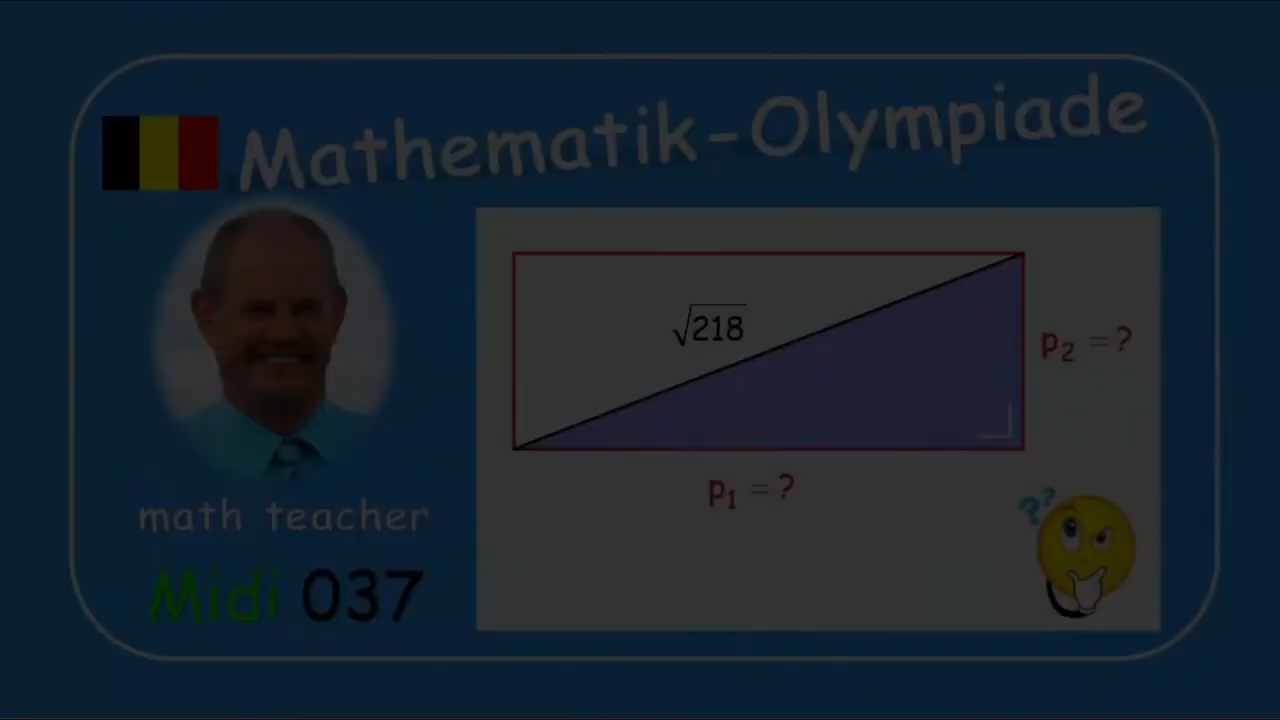 Mathematik-Olympiade
√218
p₂ = ?
p₁ = ?
??
math teacher
Midi 037